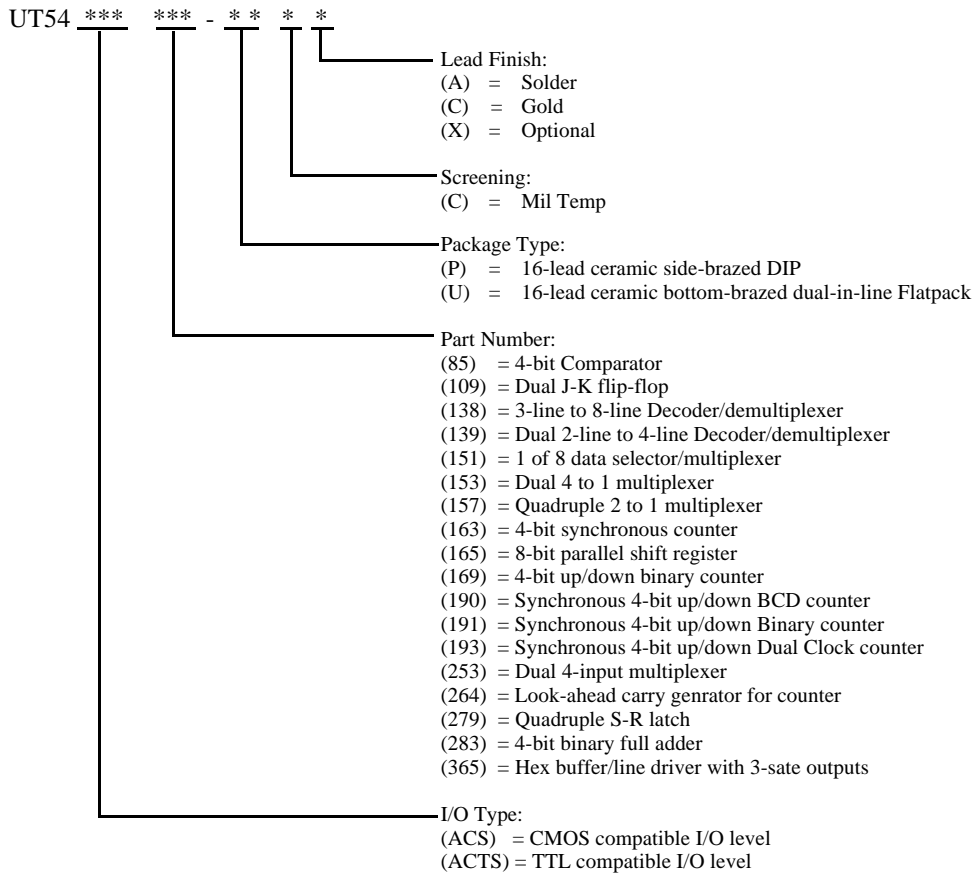 UT54 *** *** - * * * *
Lead Finish:
(A) = Solder
(C) = Gold
(X) = Optional
Screening:
(C) = Mil Temp
Package Type:
(P) = 16-lead ceramic side-brazed DIP
(U) = 16-lead ceramic bottom-brazed dual-in-line Flatpack
Part Number:
(85) = 4-bit Comparator
(109) = Dual J-K flip-flop
(138) = 3-line to 8-line Decoder/demultiplexer
(139) = Dual 2-line to 4-line Decoder/demultiplexer
(151) = 1 of 8 data selector/multiplexer
(153) = Dual 4 to 1 multiplexer
(157) = Quadruple 2 to 1 multiplexer
(163) = 4-bit synchronous counter
(165) = 8-bit parallel shift register
(169) = 4-bit up/down binary counter
(190) = Synchronous 4-bit up/down BCD counter
(191) = Synchronous 4-bit up/down Binary counter
(193) = Synchronous 4-bit up/down Dual Clock counter
(253) = Dual 4-input multiplexer
(264) = Look-ahead carry genrator for counter
(279) = Quadruple S-R latch
(283) = 4-bit binary full adder
(365) = Hex buffer/line driver with 3-sate outputs
I/O Type:
(ACS) = CMOS compatible I/O level
(ACTS) = TTL compatible I/O level